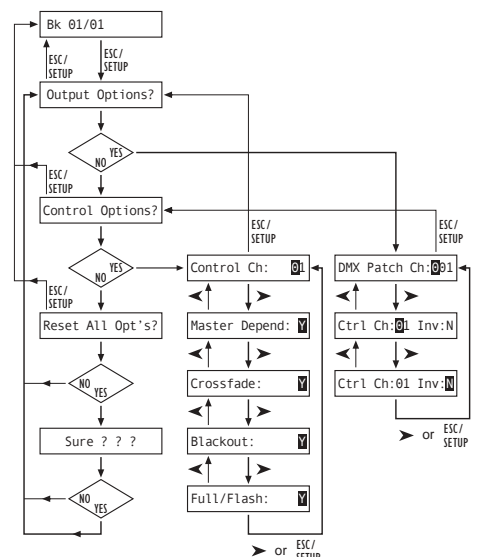 Bk 01/01
ESC/
SETUP
ESC/
SETUP
Output Options?
YES
NO
ESC/
SETUP
Control Options?
ESC/
SETUP
ESC/
SETUP
YES
NO
Control Ch: 01
DMX Patch Ch:001
ESC/
SETUP
Reset All Opt's?
Master Depend: Y
Ctrl Ch:01 Inv:N
NO
YES
Crossfade: Y
Ctrl Ch:01 Inv:N
Sure ? ? ?
Blackout: Y
➤ or ESC/
SETUP
NO
YES
Full/Flash: Y
➤ or ESC/
SETUP